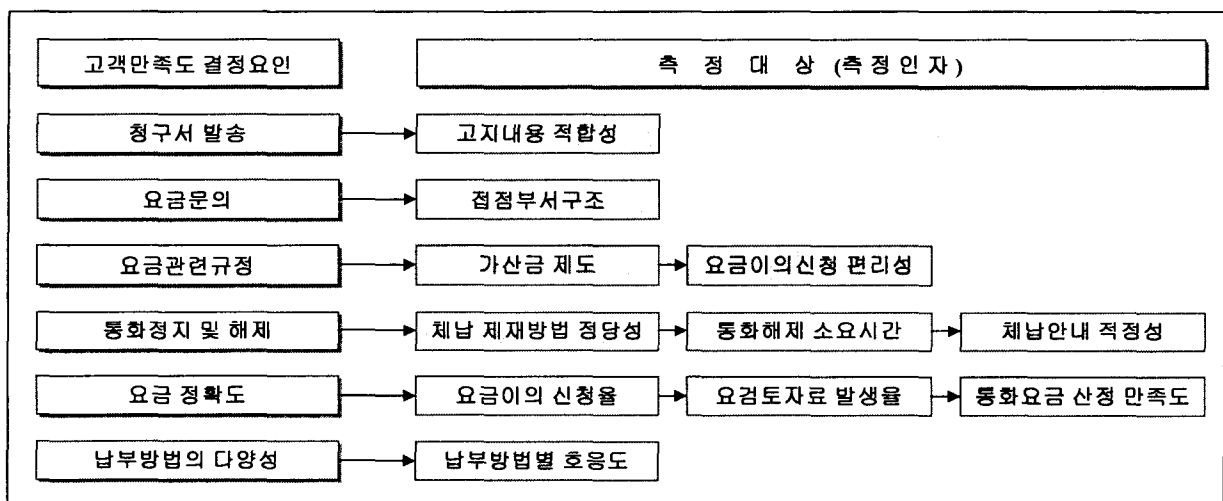 고객만족도 결정요인 측 정 대 상 (측정인자)
청구서 발송 고지내용 적합성
요금문의 접점부서구조
요금관련규정 가산금 제도 요금이의신청 편리성
통화정지 및 해제 체납 제재방법 정당성 통화해제 소요시간 체납안내 적정성
요금 정확도 요금이의 신청율 요검토자료 발생율 통화요금 산정 만족도
납부방법의 다양성 납부방법별 호응도